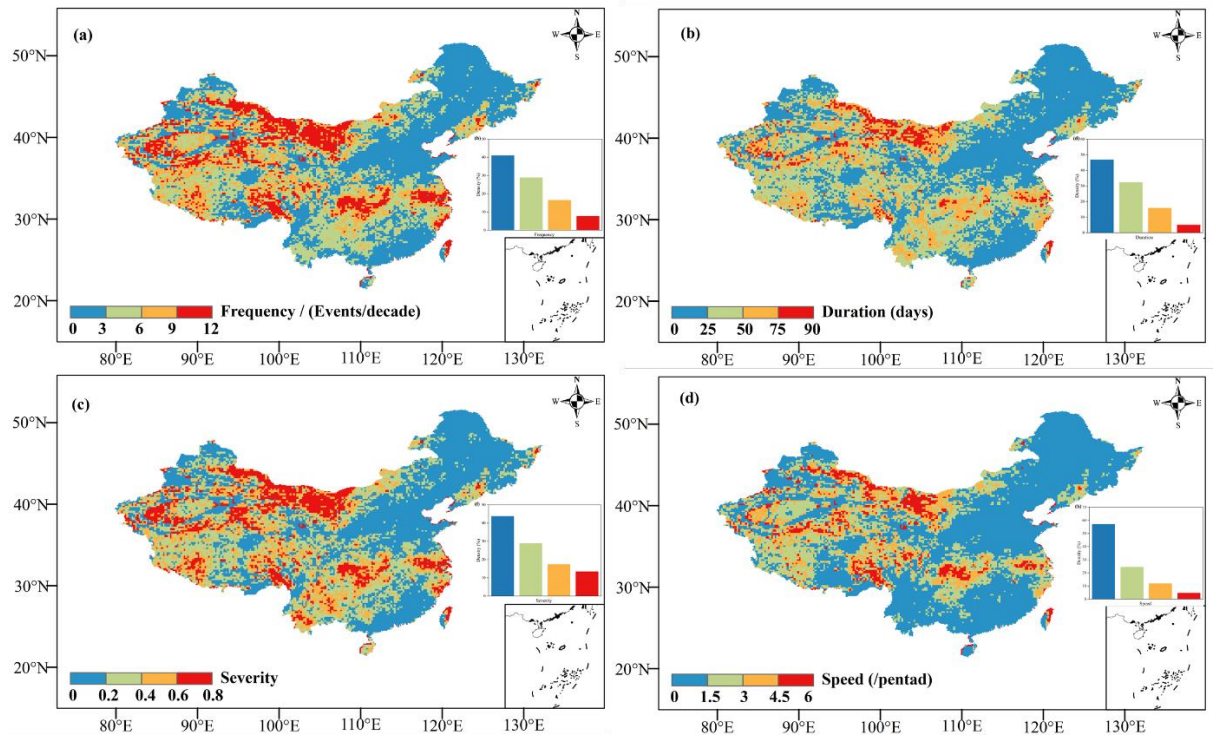 (a)
N
W E
S
50°N
40°N
30°N
20°N
Density (%)
Frequency
0 3 6 9 12 Frequency / (Events/decade)
80°E 90°E 100°E 110°E 120°E 130°E
(b)
N
W E
S
50°N
40°N
30°N
20°N
Density (%)
Duration
0 25 50 75 90 Duration (days)
80°E 90°E 100°E 110°E 120°E 130°E
(c)
N
W E
S
50°N
40°N
30°N
20°N
Density (%)
Severity
0 0.2 0.4 0.6 0.8 Severity
80°E 90°E 100°E 110°E 120°E 130°E
(d)
N
W E
S
50°N
40°N
30°N
20°N
Density (%)
Speed
0 1.5 3 4.5 6 Speed (/pentad)
80°E 90°E 100°E 110°E 120°E 130°E